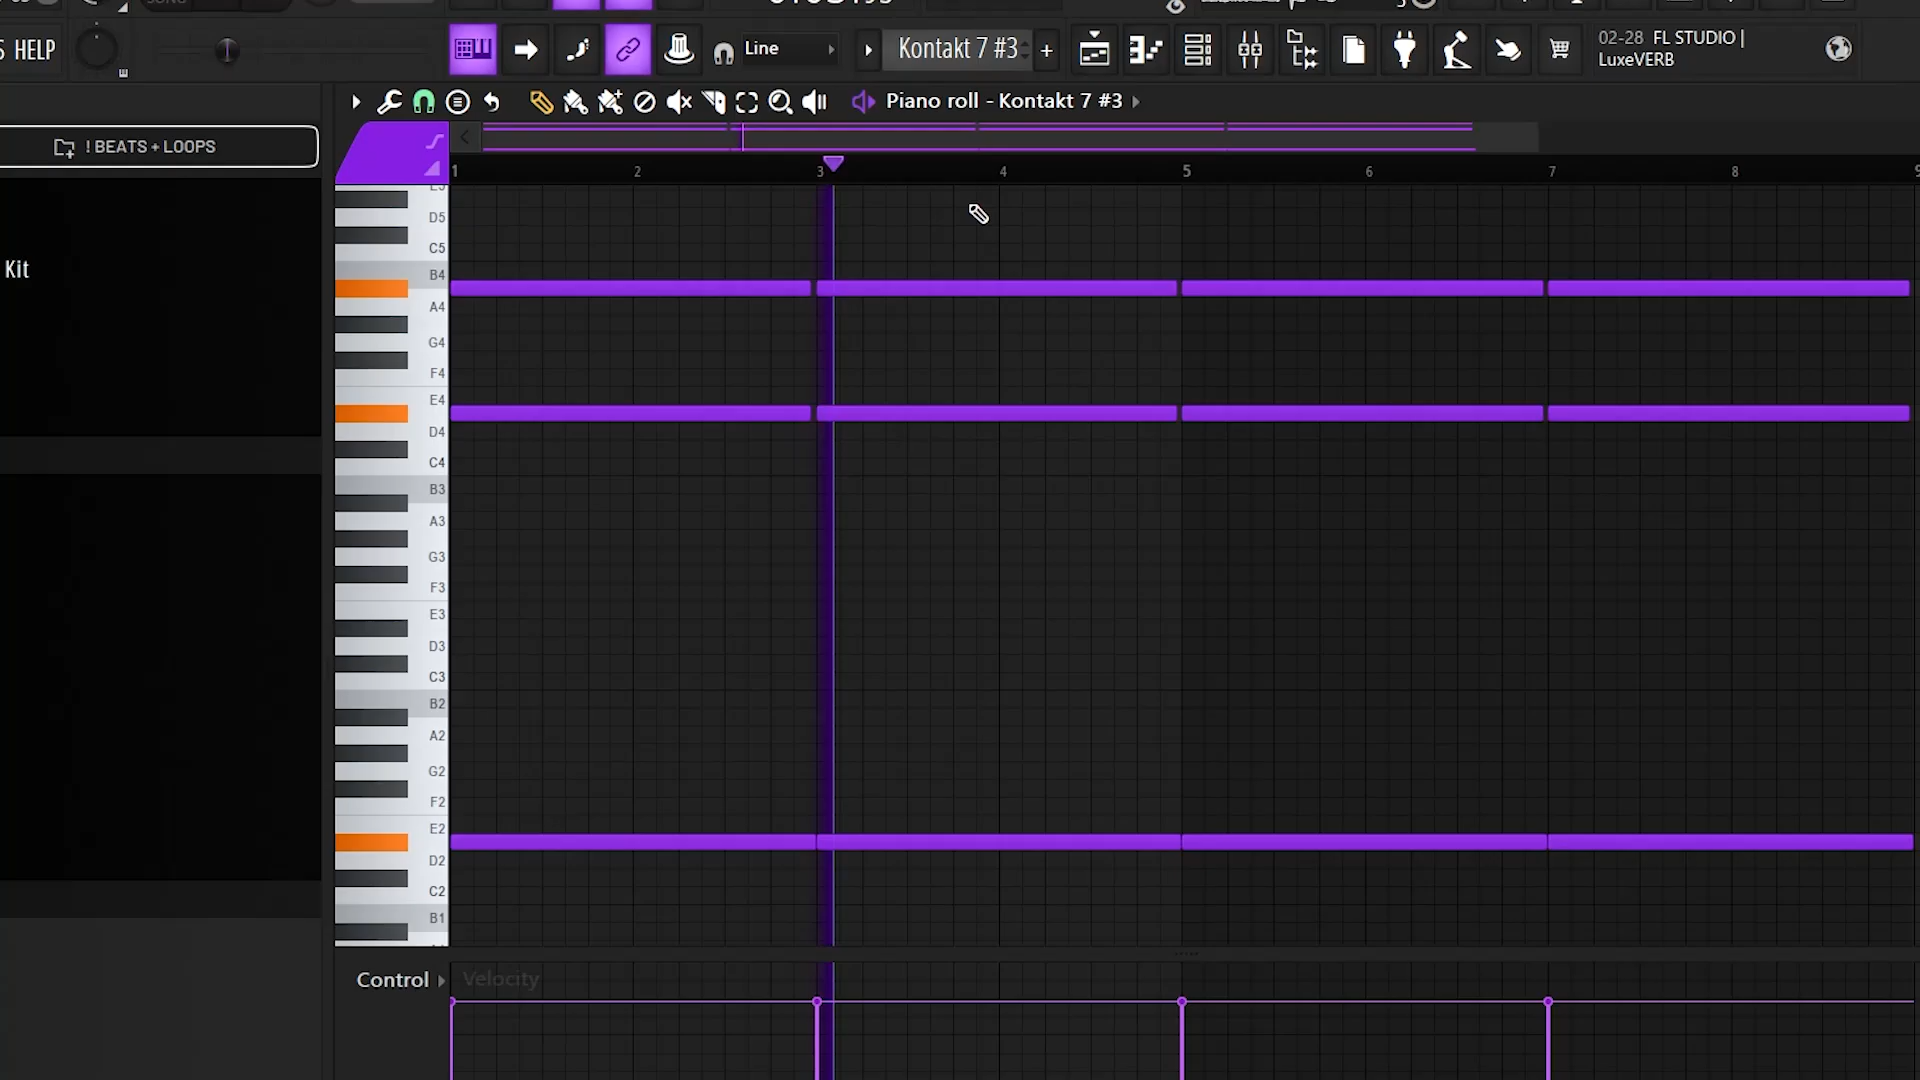 HELP
Line
Kontakt 7 #3
+
02-28 FL STUDIO |
LuxeVERB
Piano roll - Kontakt 7 #3
! BEATS + LOOPS
1 2 3 4 5 6 7 8 9
Kit
D5
C5
B4
A4
G4
F4
E4
D4
C4
B3
A3
G3
F3
E3
D3
C3
B2
A2
G2
F2
E2
D2
C2
B1
Control
Velocity